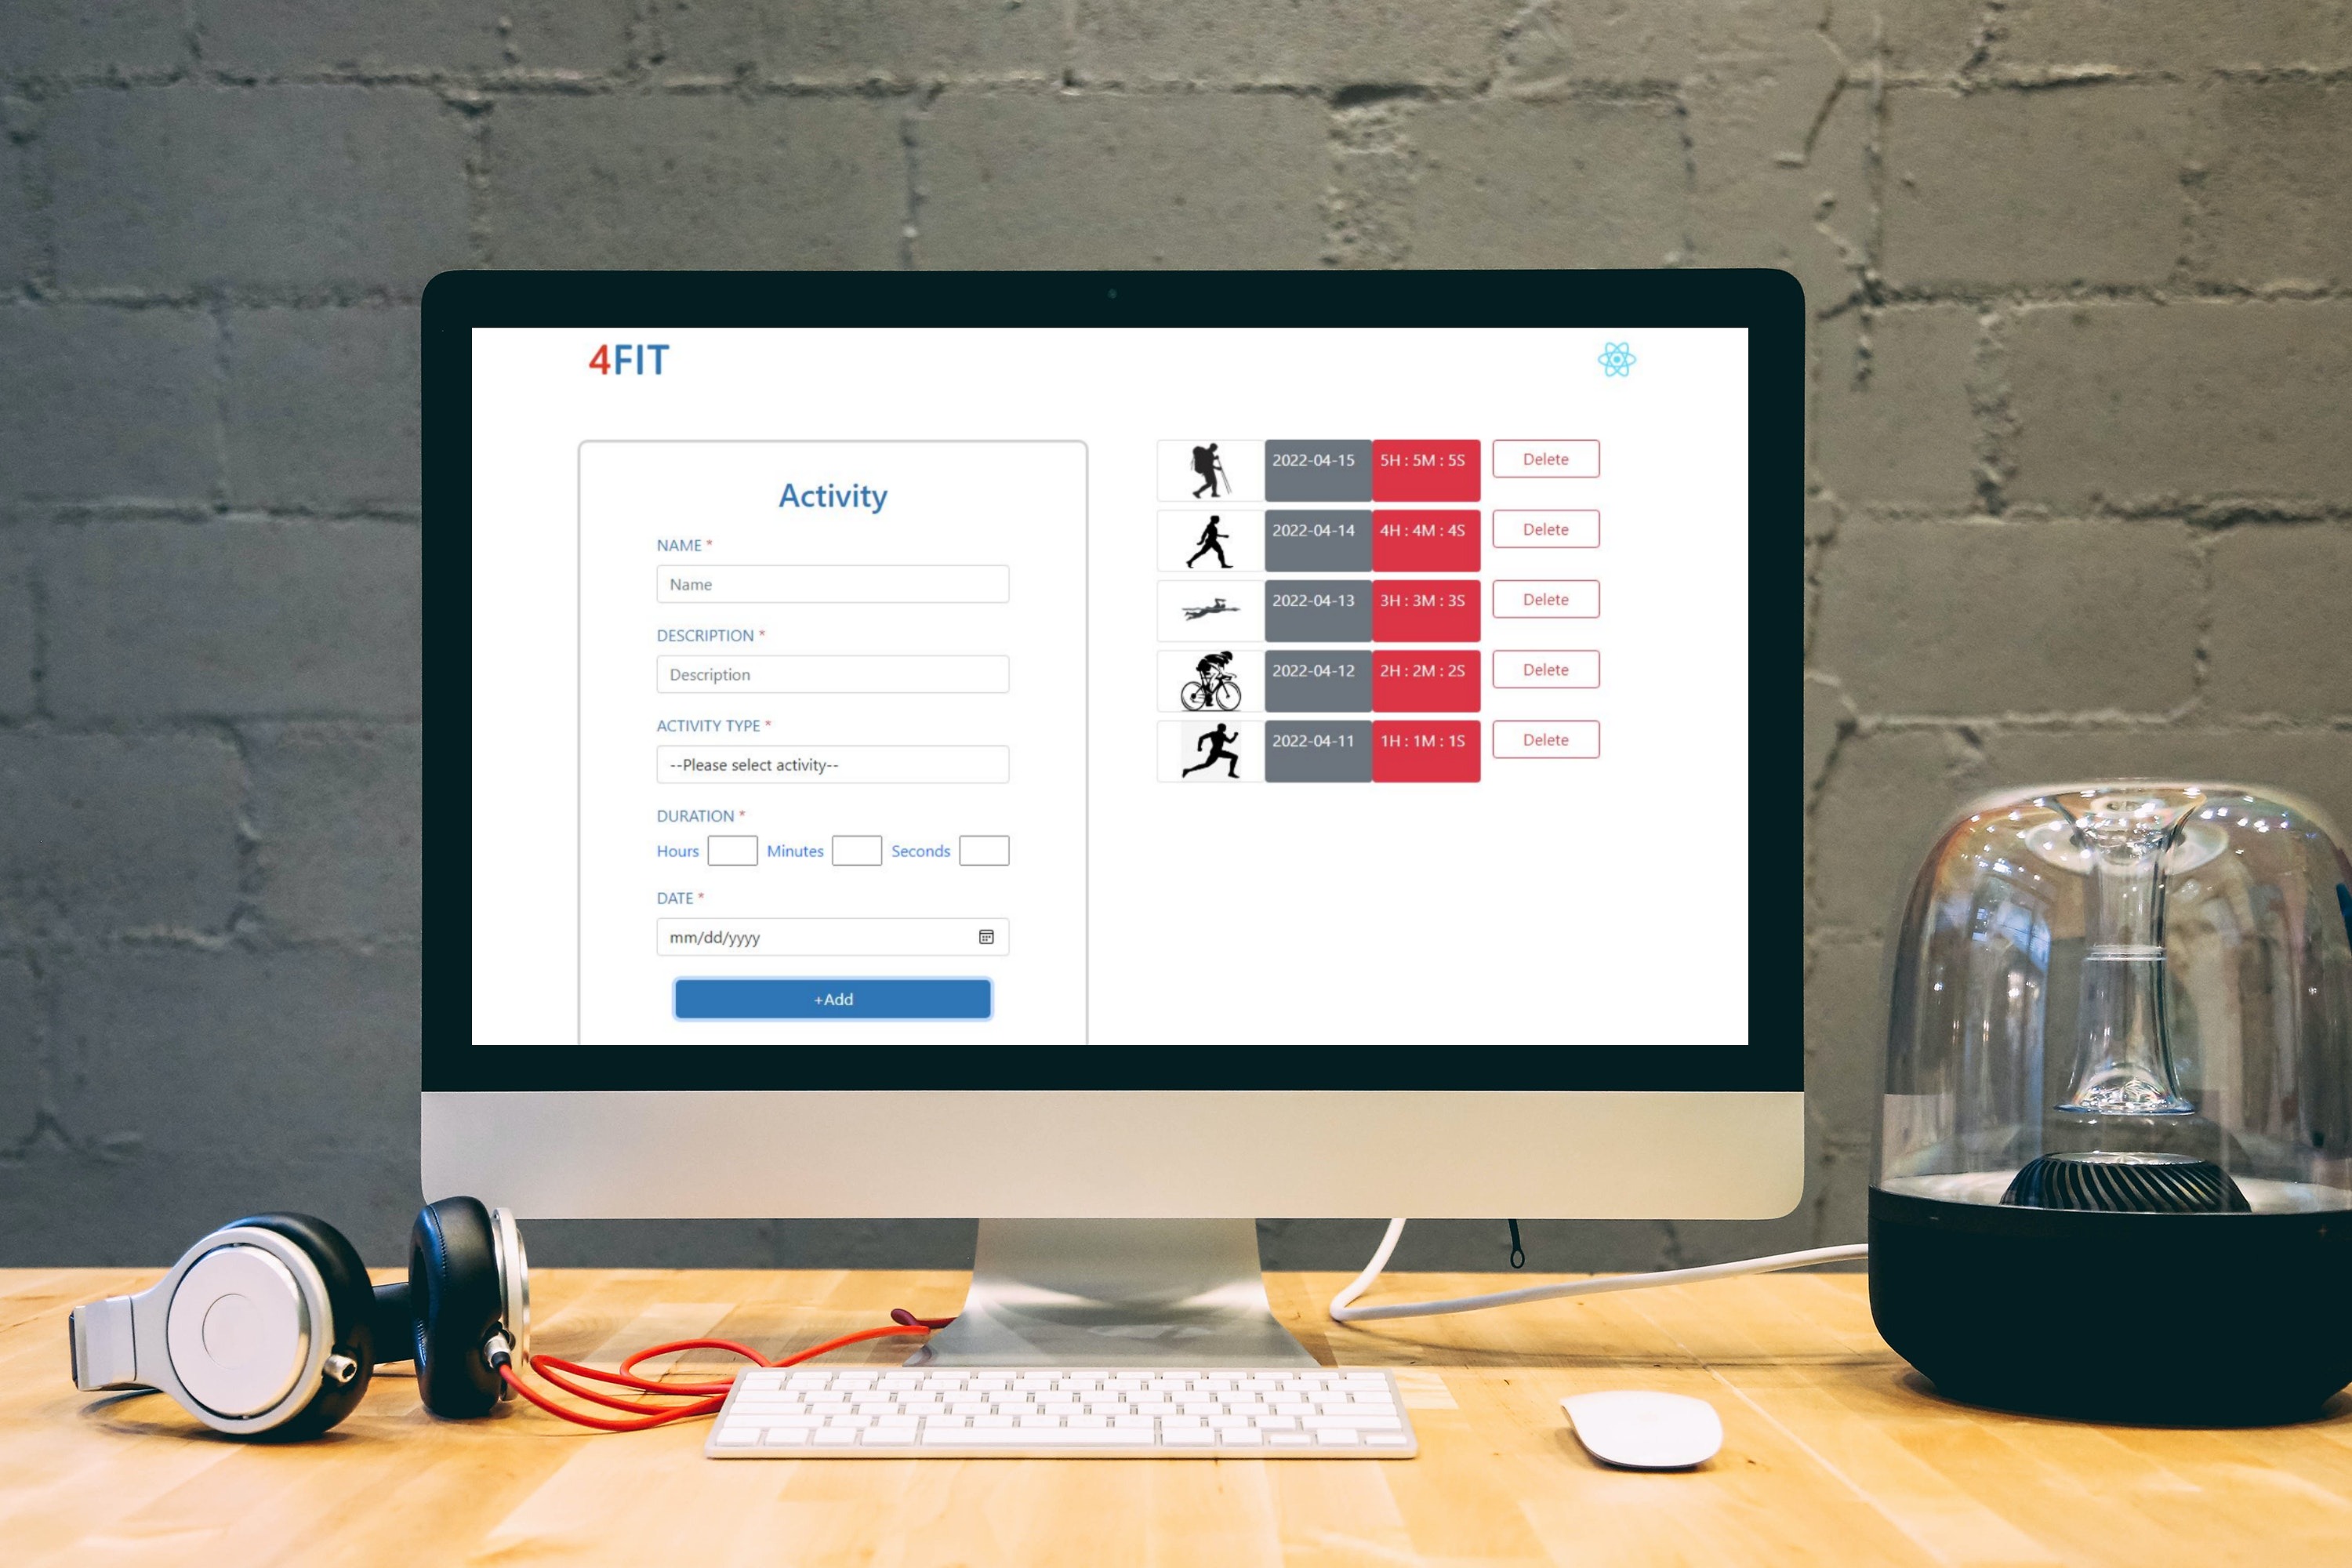 4FIT
Activity
NAME *
Name
DESCRIPTION *
Description
ACTIVITY TYPE *
--Please select activity--
DURATION *
Hours Minutes Seconds
DATE *
mm/dd/yyyy
+Add
2022-04-15 5H : 5M : 5S Delete
2022-04-14 4H : 4M : 4S Delete
2022-04-13 3H : 3M : 3S Delete
2022-04-12 2H : 2M : 2S Delete
2022-04-11 1H : 1M : 1S Delete